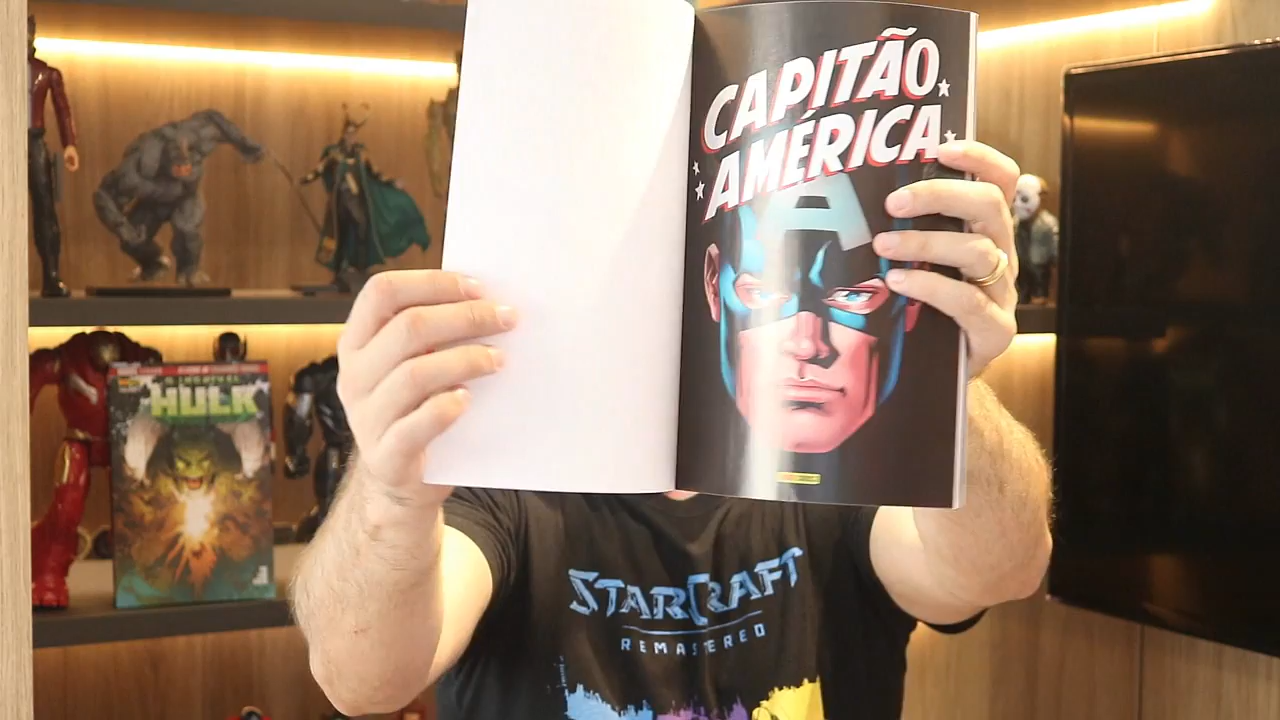 CAPITÃO
AMÉRICA
A
HULK
STARCRAFT
REMASTERED